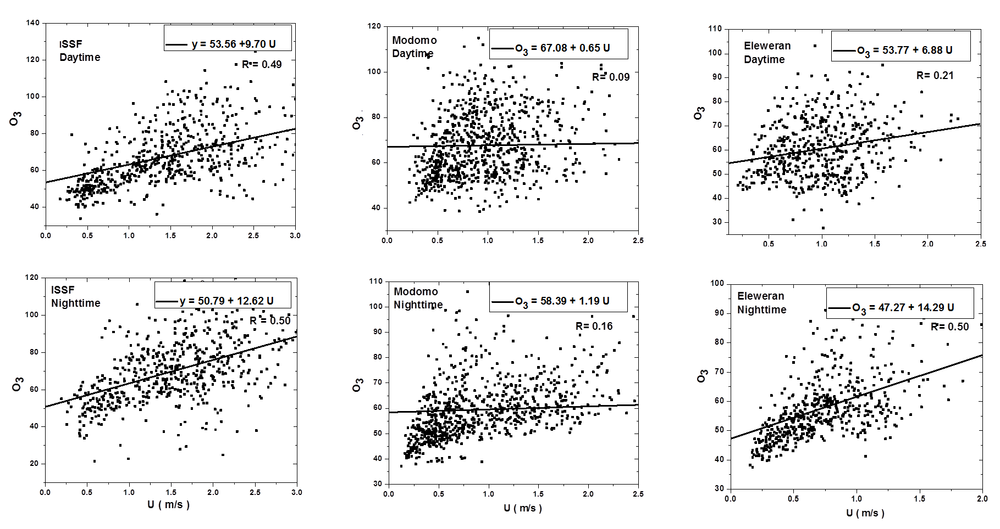 ISSF
Daytime
y = 53.56 +9.70 U
R = 0.49
140
120
100
80
60
40
O3
0.0 0.5 1.0 1.5 2.0 2.5 3.0
Modomo
Daytime
O3 = 67.08 + 0.65 U
R= 0.09
120
100
80
60
40
O3
0.0 0.5 1.0 1.5 2.0 2.5
Eleweran
Daytime
O3 = 53.77 + 6.88 U
R= 0.21
110
100
90
80
70
60
50
40
30
O3
0.5 1.0 1.5 2.0 2.5
ISSF
Nighttime
y = 50.79 + 12.62 U
R = 0.50
120
100
80
60
40
20
O3
0.0 0.5 1.0 1.5 2.0 2.5 3.0
U ( m/s )
Modomo
Nighttime
O3 = 58.39 + 1.19 U
R= 0.16
110
100
90
80
70
60
50
40
30
O3
0.0 0.5 1.0 1.5 2.0 2.5
U ( m/s )
Eleweran
Nighttime
O3 = 47.27 + 14.29 U
R= 0.50
100
90
80
70
60
50
40
30
O3
0.0 0.5 1.0 1.5 2.0
U ( m/s )